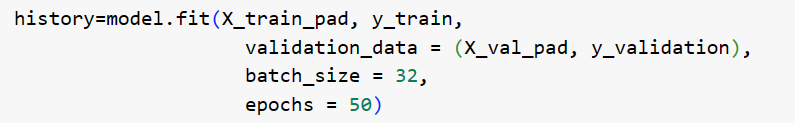 history=model.fit(X_train_pad, y_train,
validation_data = (X_val_pad, y_validation),
batch_size = 32,
epochs = 50)